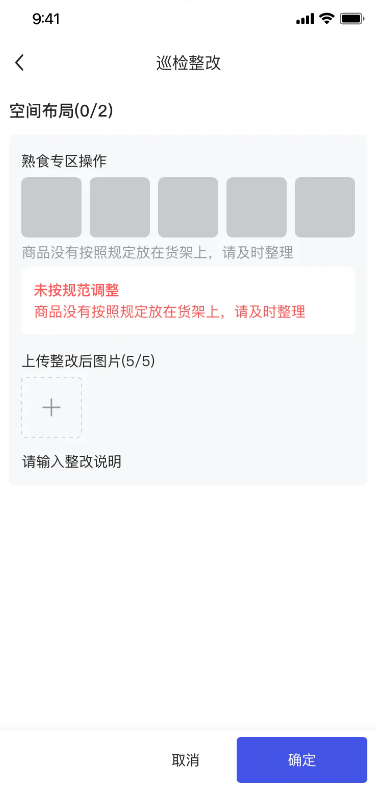 9:41
巡检整改
空间布局(0/2)
熟食专区操作
商品没有按照规定放在货架上，请及时整理
未按规范调整
商品没有按照规定放在货架上，请及时整理
上传整改后图片(5/5)
请输入整改说明
取消
确定